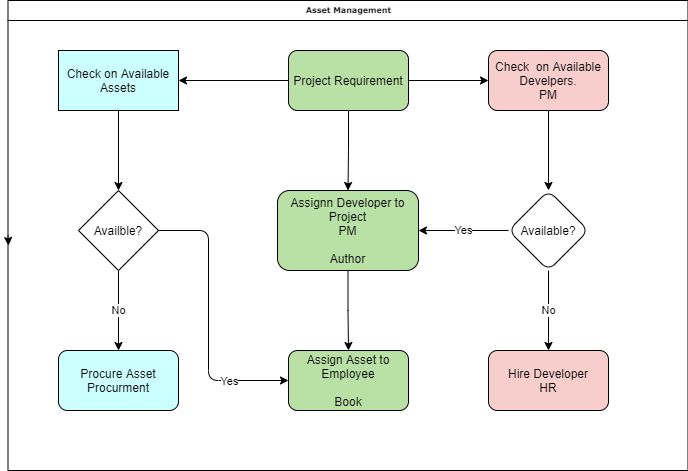 Asset Management
Check on Available
Assets
Project Requirement
Check  on Available
Develpers.
PM
Availble?
Assignn Developer to
Project
PM
Author
Yes
Available?
No
No
Procure Asset
Procurment
Yes
Assign Asset to
Employee
Book
Hire Developer
HR